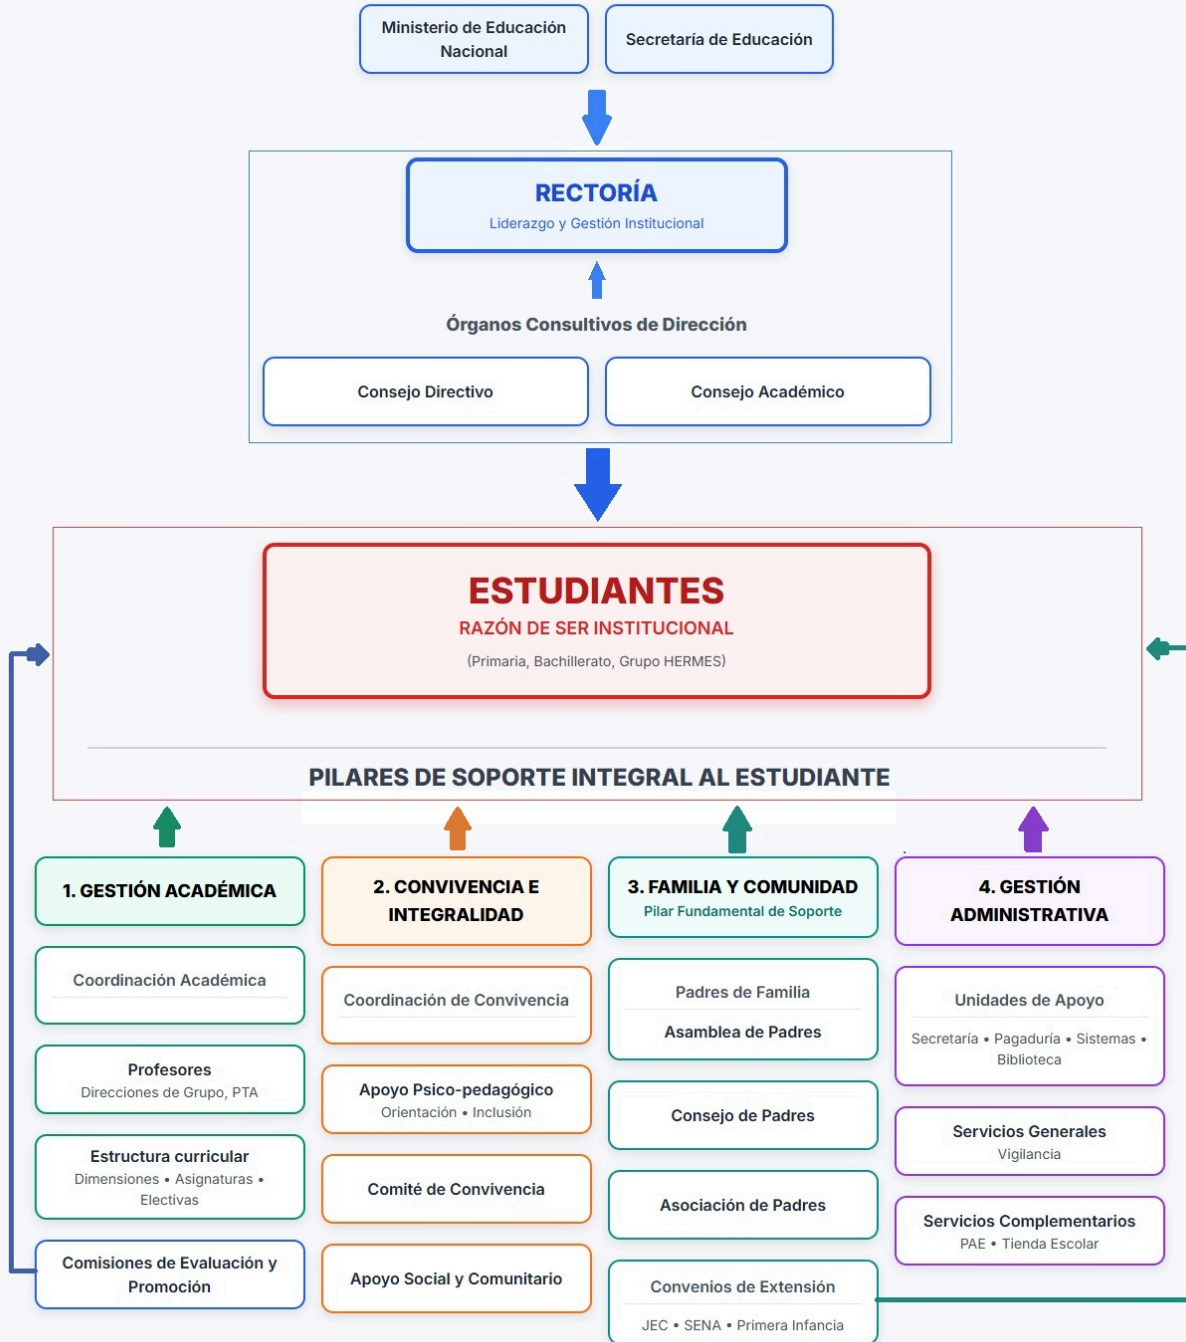 Ministerio de Educación
Nacional
Secretaría de Educación
RECTORÍA
Liderazgo y Gestión Institucional
Órganos Consultivos de Dirección
Consejo Directivo
Consejo Académico
ESTUDIANTES
RAZÓN DE SER INSTITUCIONAL
(Primaria, Bachillerato, Grupo HERMES)
PILARES DE SOPORTE INTEGRAL AL ESTUDIANTE
1. GESTIÓN ACADÉMICA
Coordinación Académica
Profesores
Direcciones de Grupo, PTA
Estructura curricular
Dimensiones • Asignaturas •
Electivas
Comisiones de Evaluación y
Promoción
2. CONVIVENCIA E
INTEGRALIDAD
Coordinación de Convivencia
Apoyo Psico-pedagógico
Orientación • Inclusión
Comité de Convivencia
Apoyo Social y Comunitario
3. FAMILIA Y COMUNIDAD
Pilar Fundamental de Soporte
Padres de Familia
Asamblea de Padres
Consejo de Padres
Asociación de Padres
Convenios de Extensión
JEC • SENA • Primera Infancia
4. GESTIÓN
ADMINISTRATIVA
Unidades de Apoyo
Secretaría • Pagaduría • Sistemas •
Biblioteca
Servicios Generales
Vigilancia
Servicios Complementarios
PAE • Tienda Escolar